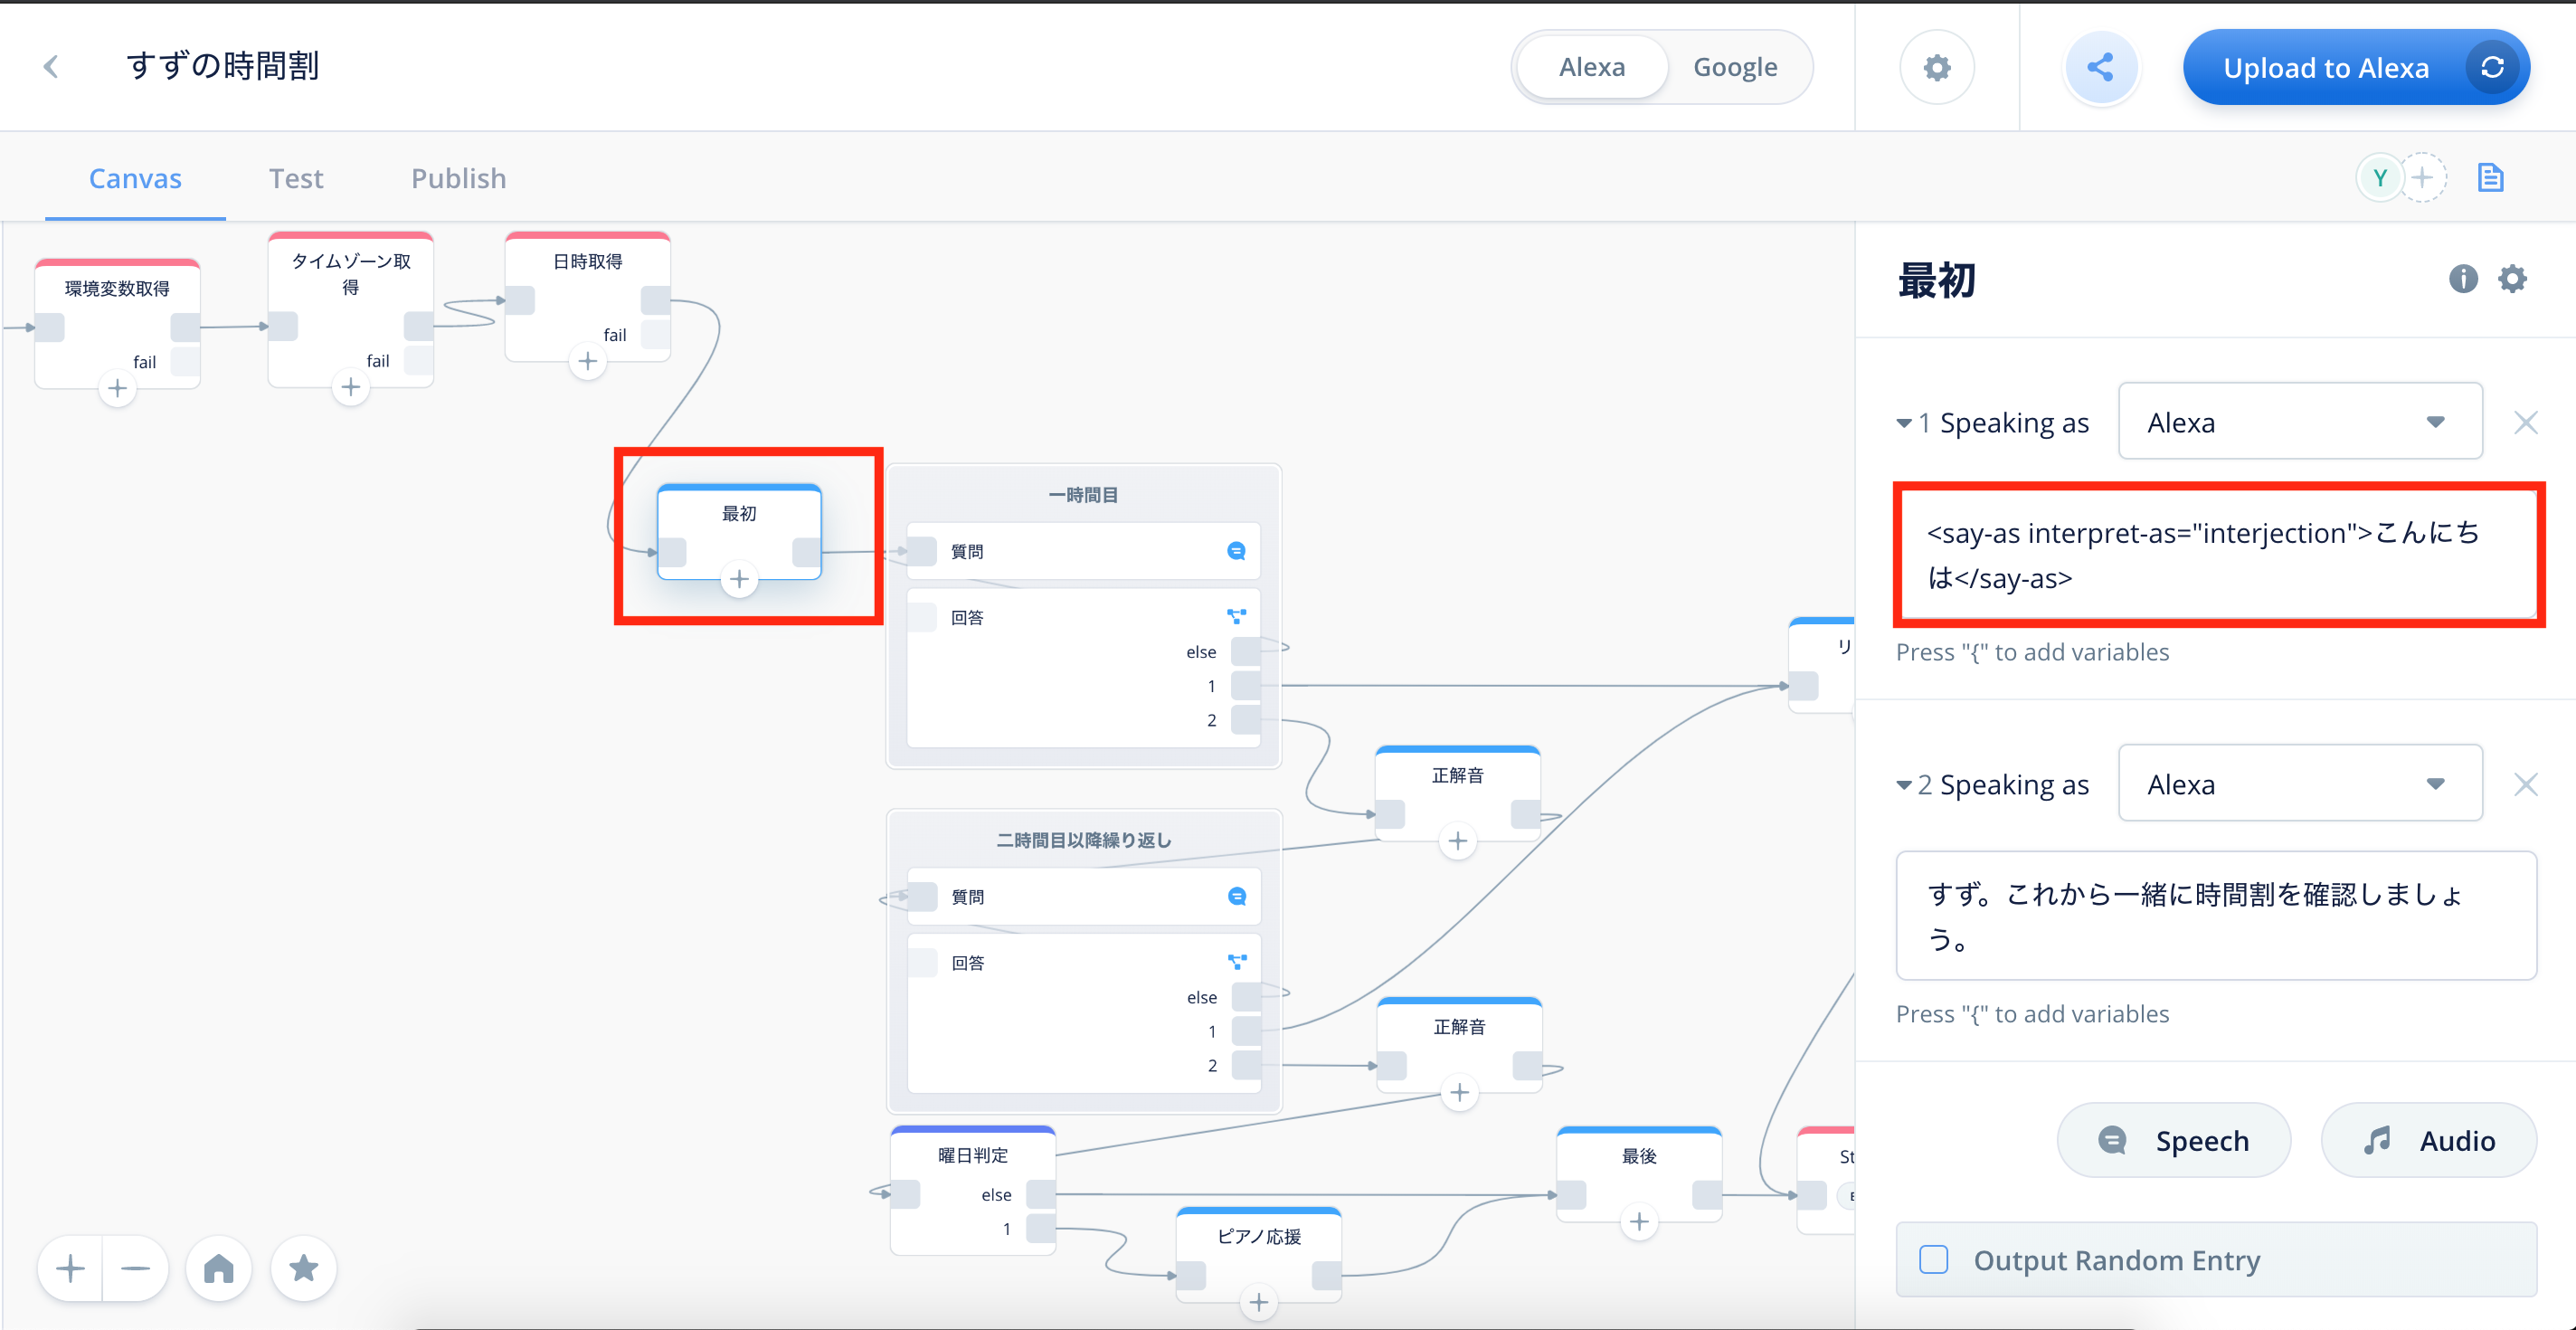 すずの時間割
Alexa
Google
Upload to Alexa
Canvas
Test
Publish
Y
環境変数取得
fail
タイムゾーン取
得
fail
日時取得
fail
最初
一時間目
質問
回答
else
1
2
正解音
リ
二時間目以降繰り返し
質問
回答
else
1
2
正解音
曜日判定
else
1
ピアノ応援
最後
St
最初
1 Speaking as
Alexa
<say-as interpret-as="interjection">こんにち
は</say-as>
Press "{" to add variables
2 Speaking as
Alexa
すず。これから一緒に時間割を確認しましょ
う。
Press "{" to add variables
Speech
Audio
Output Random Entry